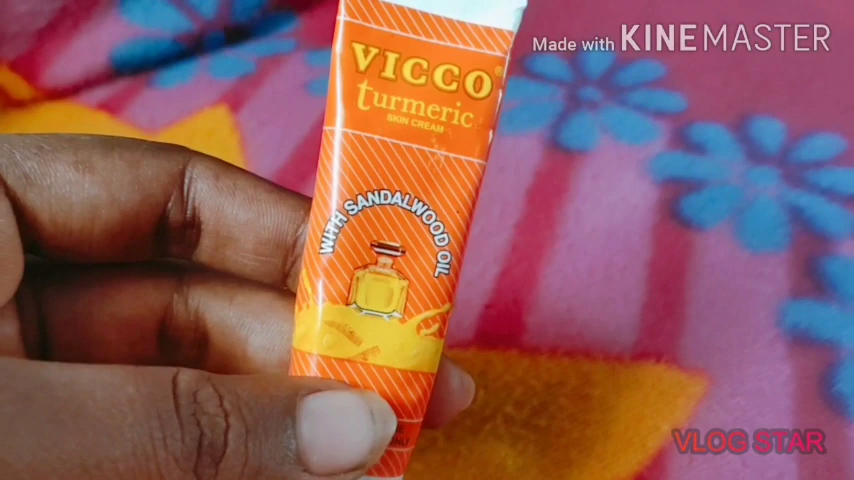 Made with KINEMASTER
VICCO®
turmeric
SKIN CREAM
WITH SANDALWOOD OIL
VLOG STAR